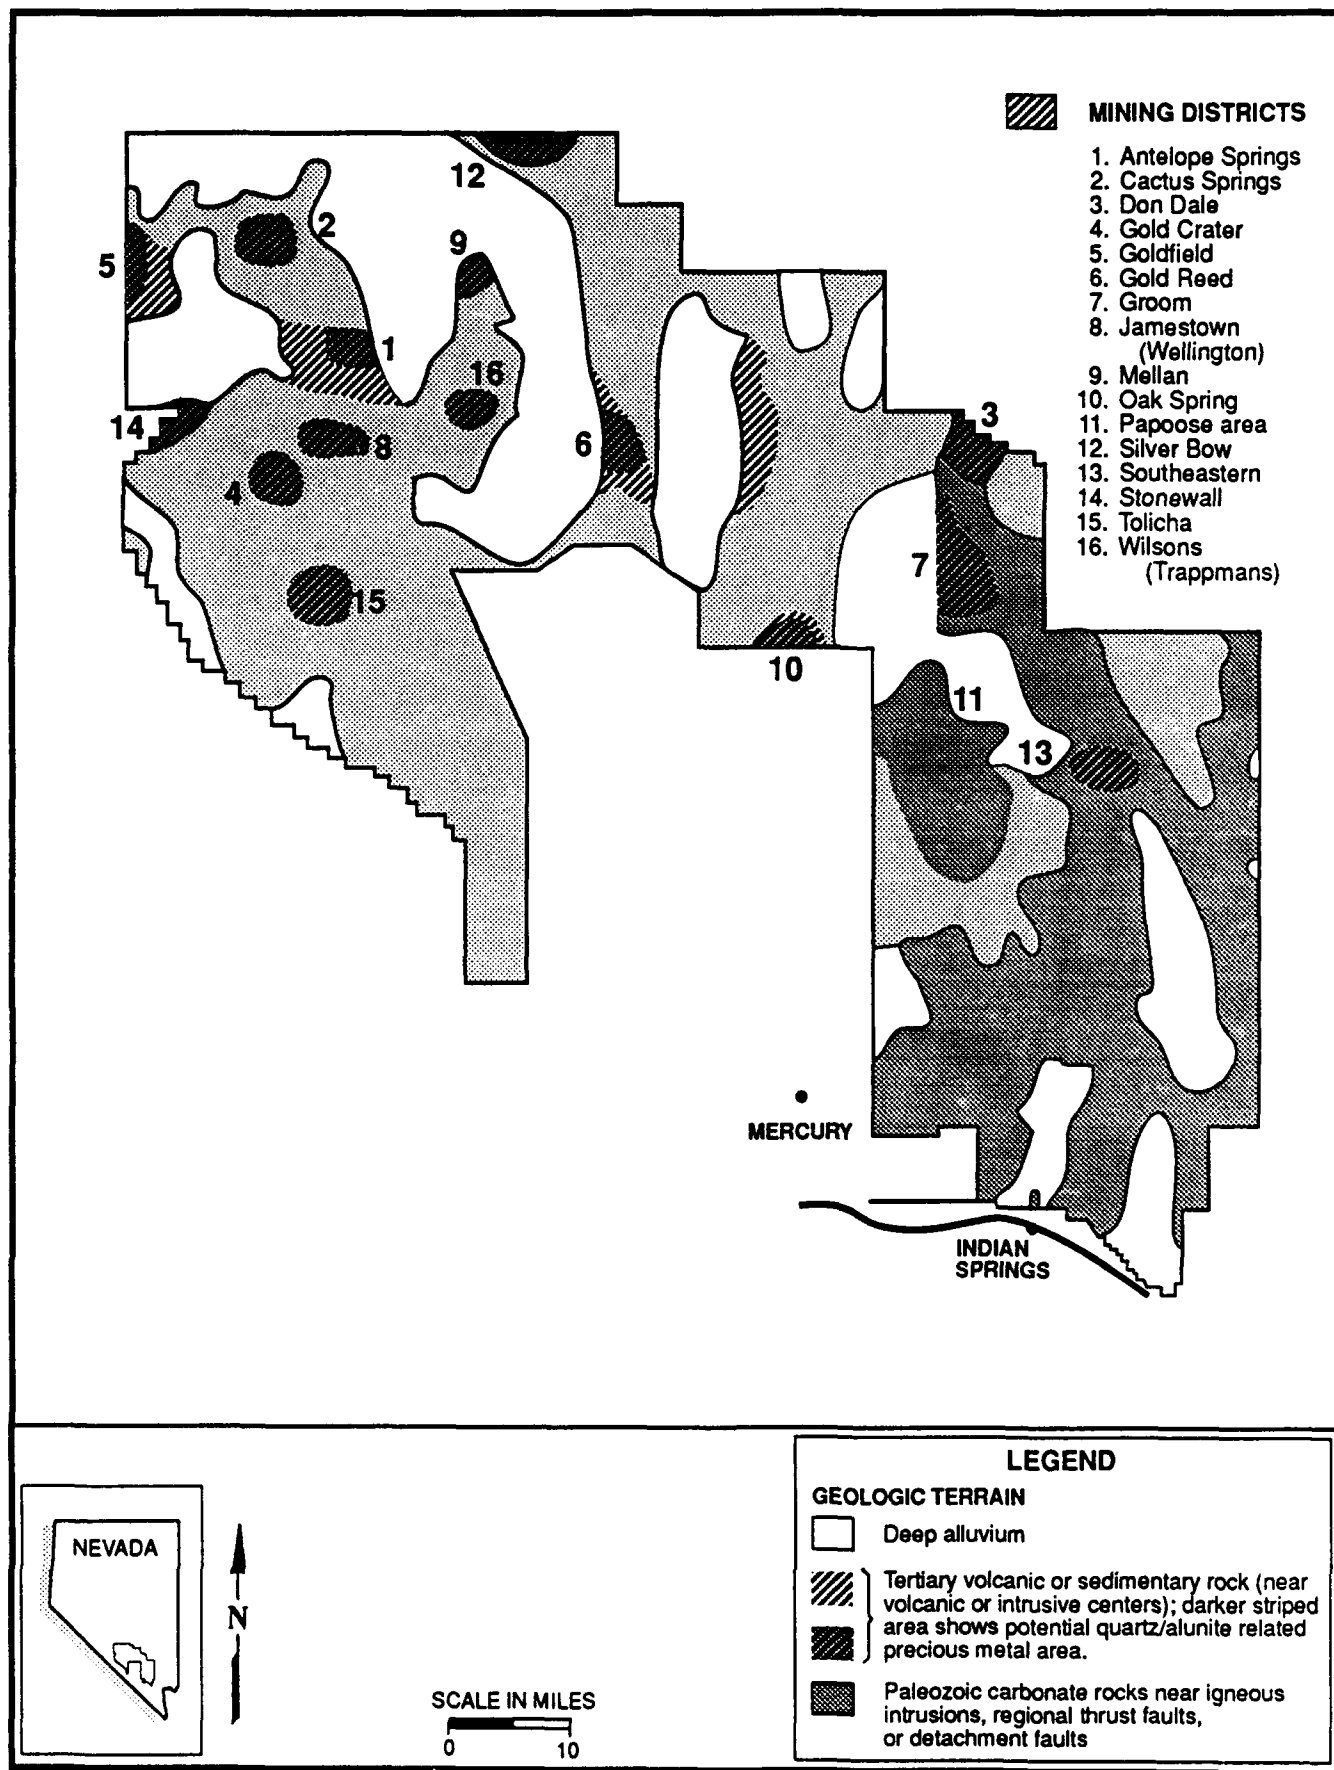 MINING DISTRICTS
1. Antelope Springs
2. Cactus Springs
3. Don Dale
4. Gold Crater
5. Goldfield
6. Gold Reed
7. Groom
8. Jamestown
(Wellington)
9. Mellan
10. Oak Spring
11. Papoose area
12. Silver Bow
13. Southeastern
14. Stonewall
15. Tolicha
16. Wilsons
(Trappmans)
12
2
9
5
1
16
14
8
6
3
4
7
15
10
11
13
MERCURY
INDIAN
SPRINGS
NEVADA
N
SCALE IN MILES
0 10
LEGEND
GEOLOGIC TERRAIN
Deep alluvium
Tertiary volcanic or sedimentary rock (near
volcanic or intrusive centers); darker striped
area shows potential quartz/alunite related
precious metal area.
Paleozoic carbonate rocks near igneous
intrusions, regional thrust faults,
or detachment faults